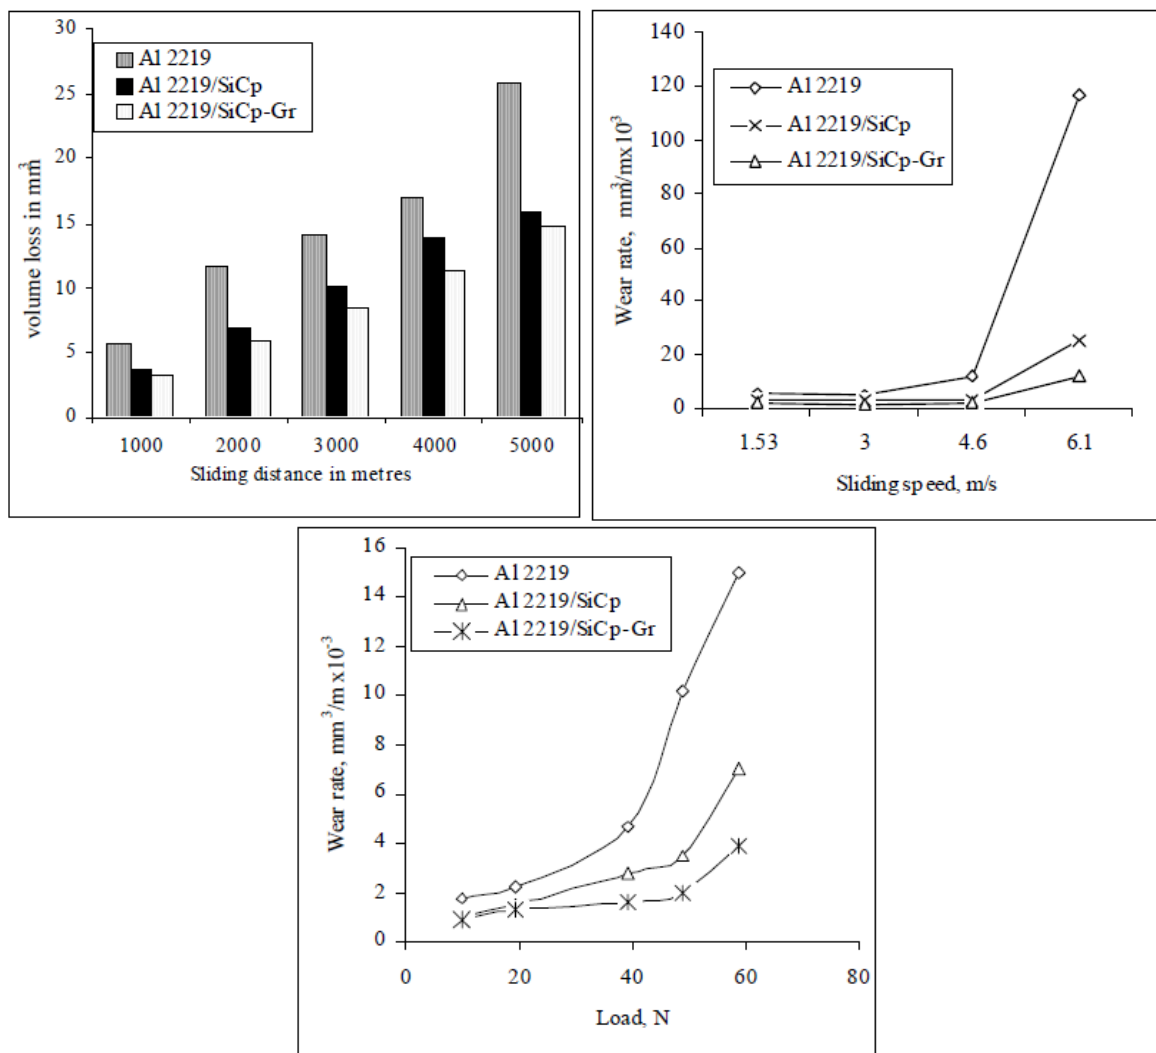 30
25
20
15
10
5
0
volume loss in mm³
Al 2219
Al 2219/SiCp
Al 2219/SiCp-Gr
1000 2000 3000 4000 5000
Sliding distance in metres
140
120
100
80
60
40
20
0
Wear rate, mm³/mx10⁻³
Al 2219
Al 2219/SiCp
Al 2219/SiCp-Gr
1.53 3 4.6 6.1
Sliding speed, m/s
16
14
12
10
8
6
4
2
0
Wear rate, mm³/m x10⁻³
Al 2219
Al 2219/SiCp
Al 2219/SiCp-Gr
0 20 40 60 80
Load, N